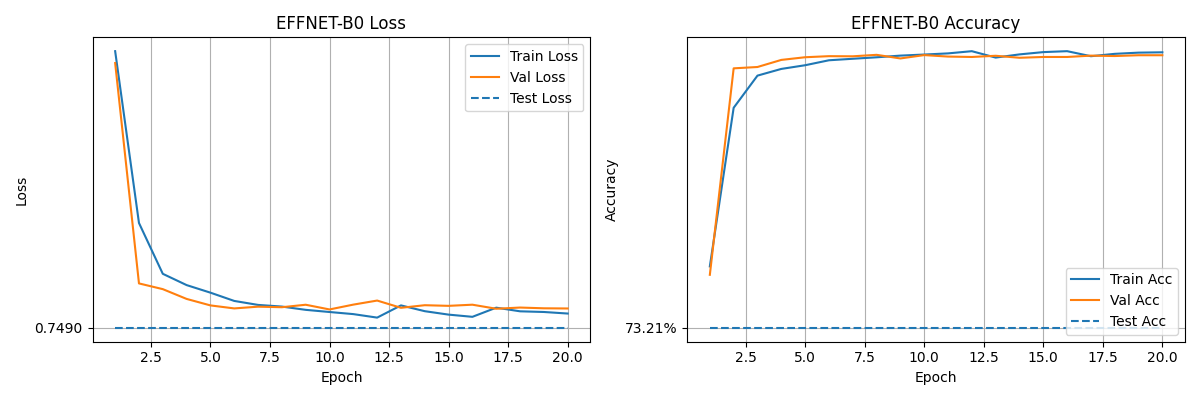 EFFNET-B0 Loss
Loss
Train Loss
Val Loss
Test Loss
0.7490
2.5 5.0 7.5 10.0 12.5 15.0 17.5 20.0
Epoch
EFFNET-B0 Accuracy
Accuracy
73.21%
Train Acc
Val Acc
Test Acc
2.5 5.0 7.5 10.0 12.5 15.0 17.5 20.0
Epoch